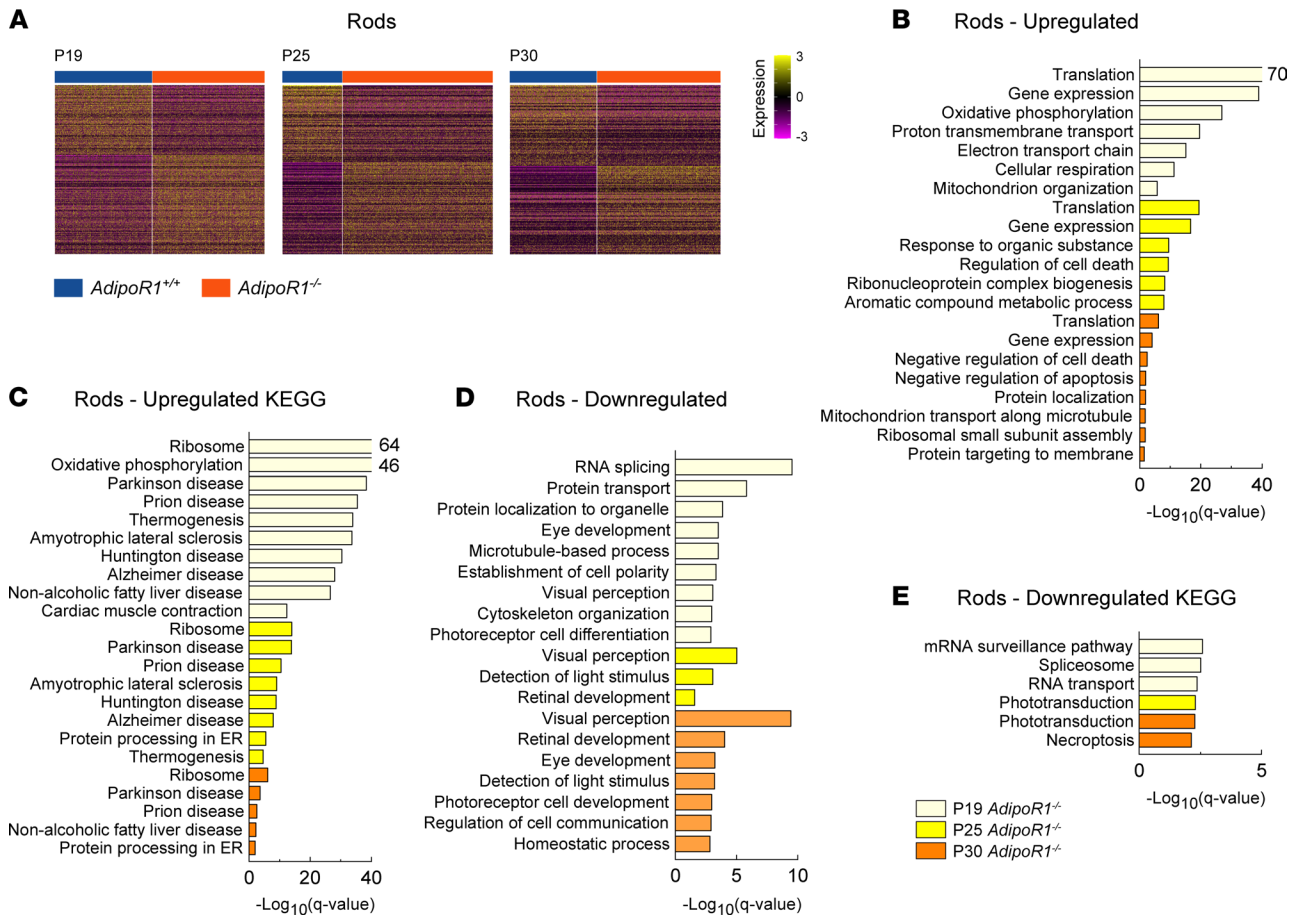 A
Rods
P19
P25
P30
Expression
3
0
-3
AdipoR1+/+
AdipoR1-/-
B
Rods - Upregulated
Translation
70
Gene expression
Oxidative phosphorylation
Proton transmembrane transport
Electron transport chain
Cellular respiration
Mitochondrion organization
Translation
Gene expression
Response to organic substance
Regulation of cell death
Ribonucleoprotein complex biogenesis
Aromatic compound metabolic process
Translation
Gene expression
Negative regulation of cell death
Negative regulation of apoptosis
Protein localization
Mitochondrion transport along microtubule
Ribosomal small subunit assembly
Protein targeting to membrane
0 20 40
-Log10(q-value)
C
Rods - Upregulated KEGG
Ribosome
64
Oxidative phosphorylation
46
Parkinson disease
Prion disease
Thermogenesis
Amyotrophic lateral sclerosis
Huntington disease
Alzheimer disease
Non-alcoholic fatty liver disease
Cardiac muscle contraction
Ribosome
Parkinson disease
Prion disease
Amyotrophic lateral sclerosis
Huntington disease
Alzheimer disease
Protein processing in ER
Thermogenesis
Ribosome
Parkinson disease
Prion disease
Non-alcoholic fatty liver disease
Protein processing in ER
0 20 40
-Log10(q-value)
D
Rods - Downregulated
RNA splicing
Protein transport
Protein localization to organelle
Eye development
Microtubule-based process
Establishment of cell polarity
Visual perception
Cytoskeleton organization
Photoreceptor cell differentiation
Visual perception
Detection of light stimulus
Retinal development
Visual perception
Retinal development
Eye development
Detection of light stimulus
Photoreceptor cell development
Regulation of cell communication
Homeostatic process
0 5 10
-Log10(q-value)
E
Rods - Downregulated KEGG
mRNA surveillance pathway
Spliceosome
RNA transport
Phototransduction
Phototransduction
Necroptosis
0 5
-Log10(q-value)
P19 AdipoR1-/-
P25 AdipoR1-/-
P30 AdipoR1-/-